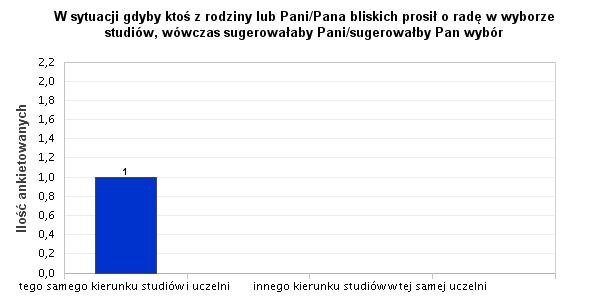 W sytuacji gdyby ktoś z rodziny lub Pani/Pana bliskich prosił o radę w wyborze
studiów, wówczas sugerowałaby Pani/sugerowałby Pan wybór
Ilość ankietowanych
2,2
2,0
1,8
1,6
1,4
1,2
1,0
0,8
0,6
0,4
0,2
0,0
1
tego samego kierunku studiów i uczelni
innego kierunku studiów w tej samej uczelni